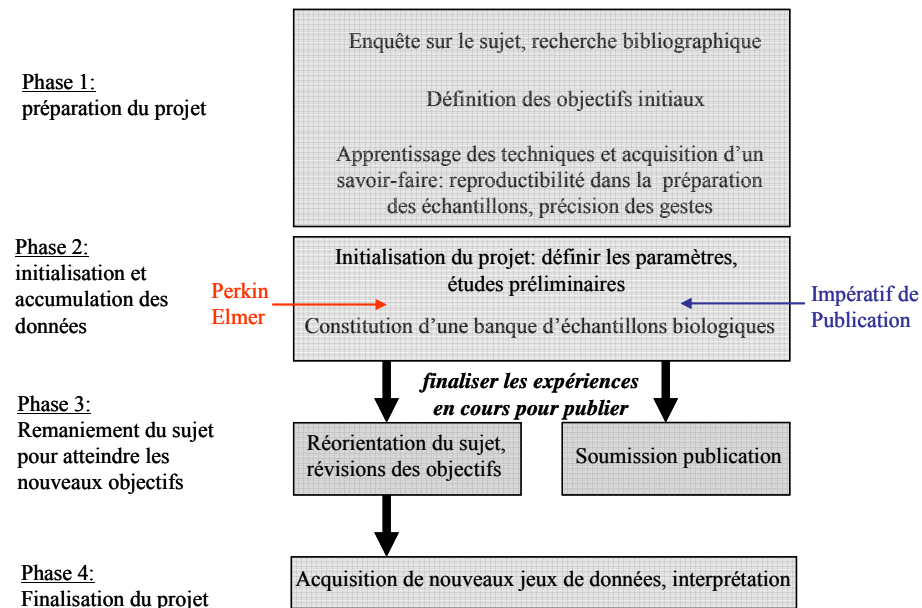 Enquête sur le sujet, recherche bibliographique
Phase 1:
préparation du projet
Définition des objectifs initiaux
Apprentissage des techniques et acquisition d'un
savoir-faire: reproductibilité dans la préparation
des échantillons, précision des gestes
Phase 2:
initialisation et
accumulation des
données
Initialisation du projet: définir les paramètres,
études préliminaires
Perkin
Elmer
Impératif de
Publication
Constitution d'une banque d'échantillons biologiques
finaliser les expériences
en cours pour publier
Phase 3:
Remaniement du sujet
pour atteindre les
nouveaux objectifs
Réorientation du sujet,
révisions des objectifs
Soumission publication
Phase 4:
Finalisation du projet
Acquisition de nouveaux jeux de données, interprétation